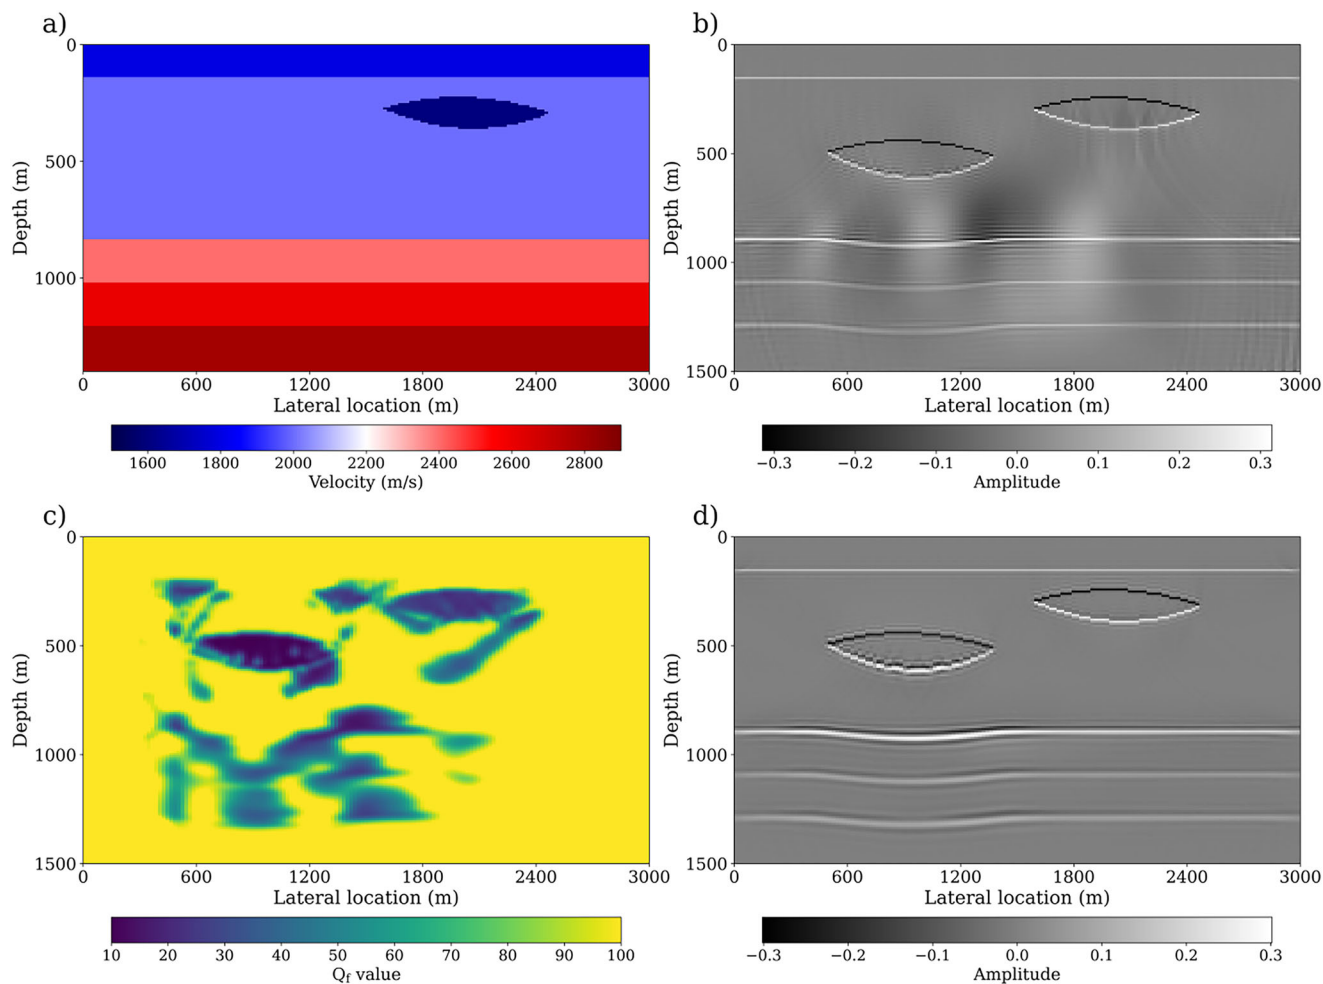 a)
0
500
1000
Depth (m)
0 600 1200 1800 2400 3000
Lateral location (m)
1600 1800 2000 2200 2400 2600 2800
Velocity (m/s)
b)
0
500
1000
1500
Depth (m)
0 600 1200 1800 2400 3000
Lateral location (m)
−0.3 −0.2 −0.1 0.0 0.1 0.2 0.3
Amplitude
c)
0
500
1000
1500
Depth (m)
0 600 1200 1800 2400 3000
Lateral location (m)
10 20 30 40 50 60 70 80 90 100
Qf value
d)
0
500
1000
1500
Depth (m)
0 600 1200 1800 2400 3000
Lateral location (m)
−0.3 −0.2 −0.1 0.0 0.1 0.2 0.3
Amplitude